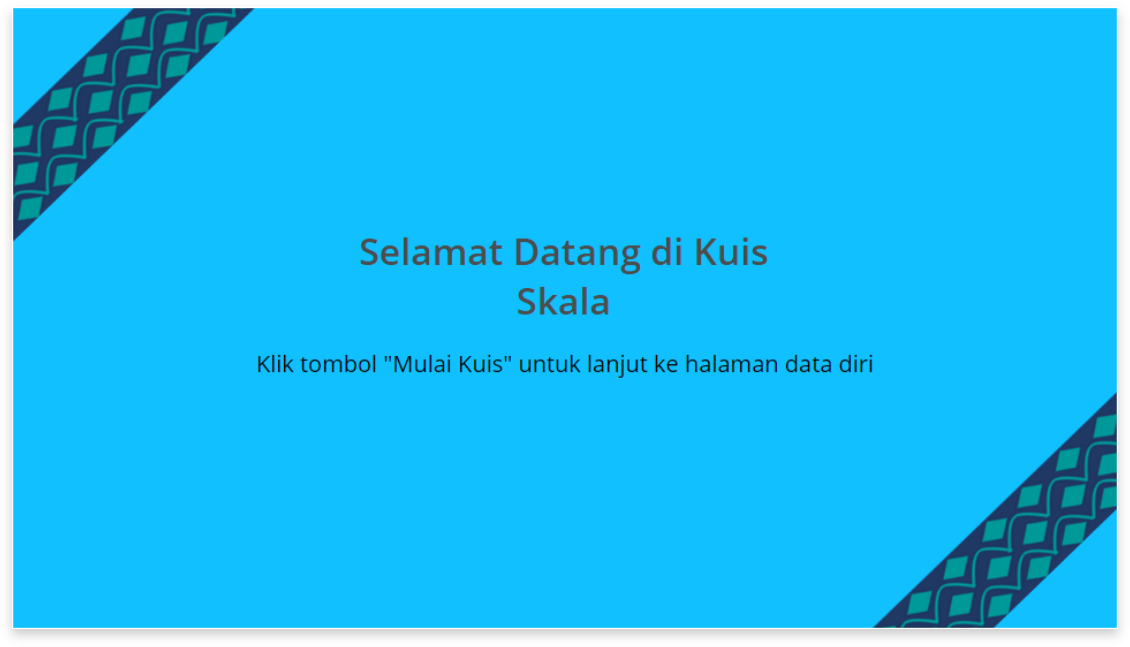 Selamat Datang di Kuis
Skala
Klik tombol "Mulai Kuis" untuk lanjut ke halaman data diri